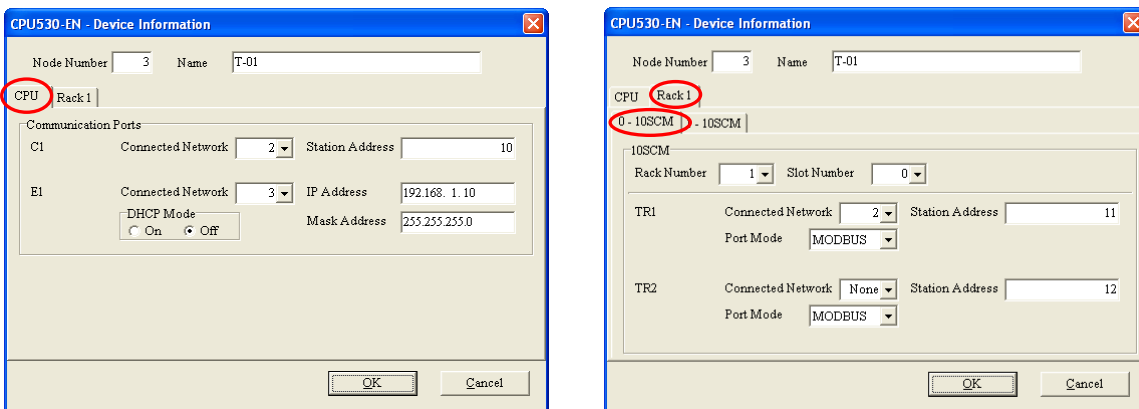 CPU530-EN - Device Information
Node Number 3 Name T-01
CPU Rack 1
Communication Ports
C1 Connected Network 2 Station Address 10
E1 Connected Network 3 IP Address 192.168. 1.10
DHCP Mode
On Off
Mask Address 255.255.255.0
OK Cancel
CPU530-EN - Device Information
Node Number 3 Name T-01
CPU Rack 1
0 - 10SCM - 10SCM
10SCM
Rack Number 1 Slot Number 0
TR1 Connected Network 2 Station Address 11
Port Mode MODBUS
TR2 Connected Network None Station Address 12
Port Mode MODBUS
OK Cancel